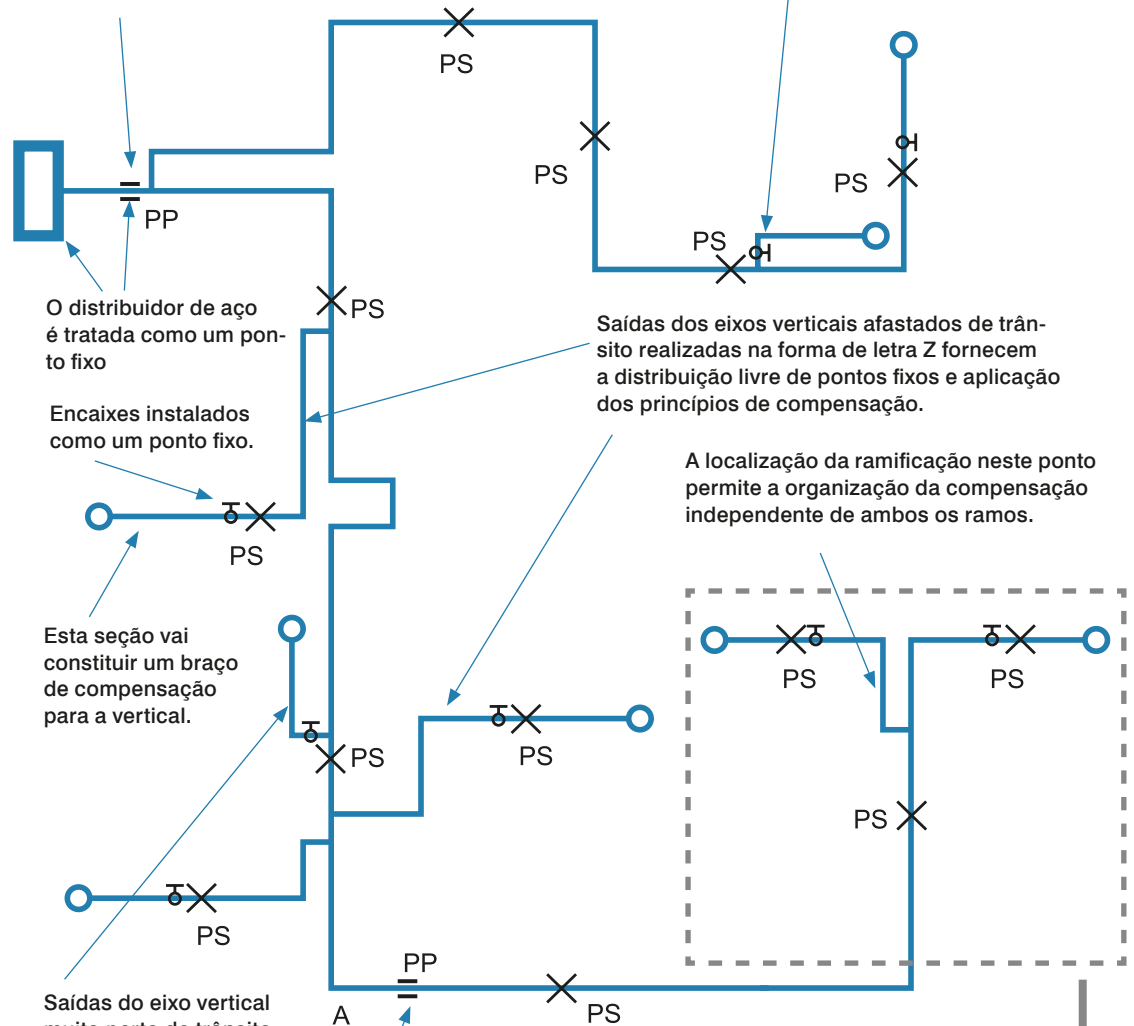 PS
PS
PS
PS
PP
O distribuidor de aço
é tratada como um pon-
to fixo
PS
Saídas dos eixos verticais afastados de trân-
sito realizadas na forma de letra Z fornecem
a distribuição livre de pontos fixos e aplicação
dos princípios de compensação.
Encaixes instalados
como um ponto fixo.
A localização da ramificação neste ponto
permite a organização da compensação
independente de ambos os ramos.
PS
Esta seção vai
constituir um braço
de compensação
para a vertical.
PS
PS
PS
PS
PS
PS
PP
PS
A
Saídas do eixo vertical
muito perto de trânsito